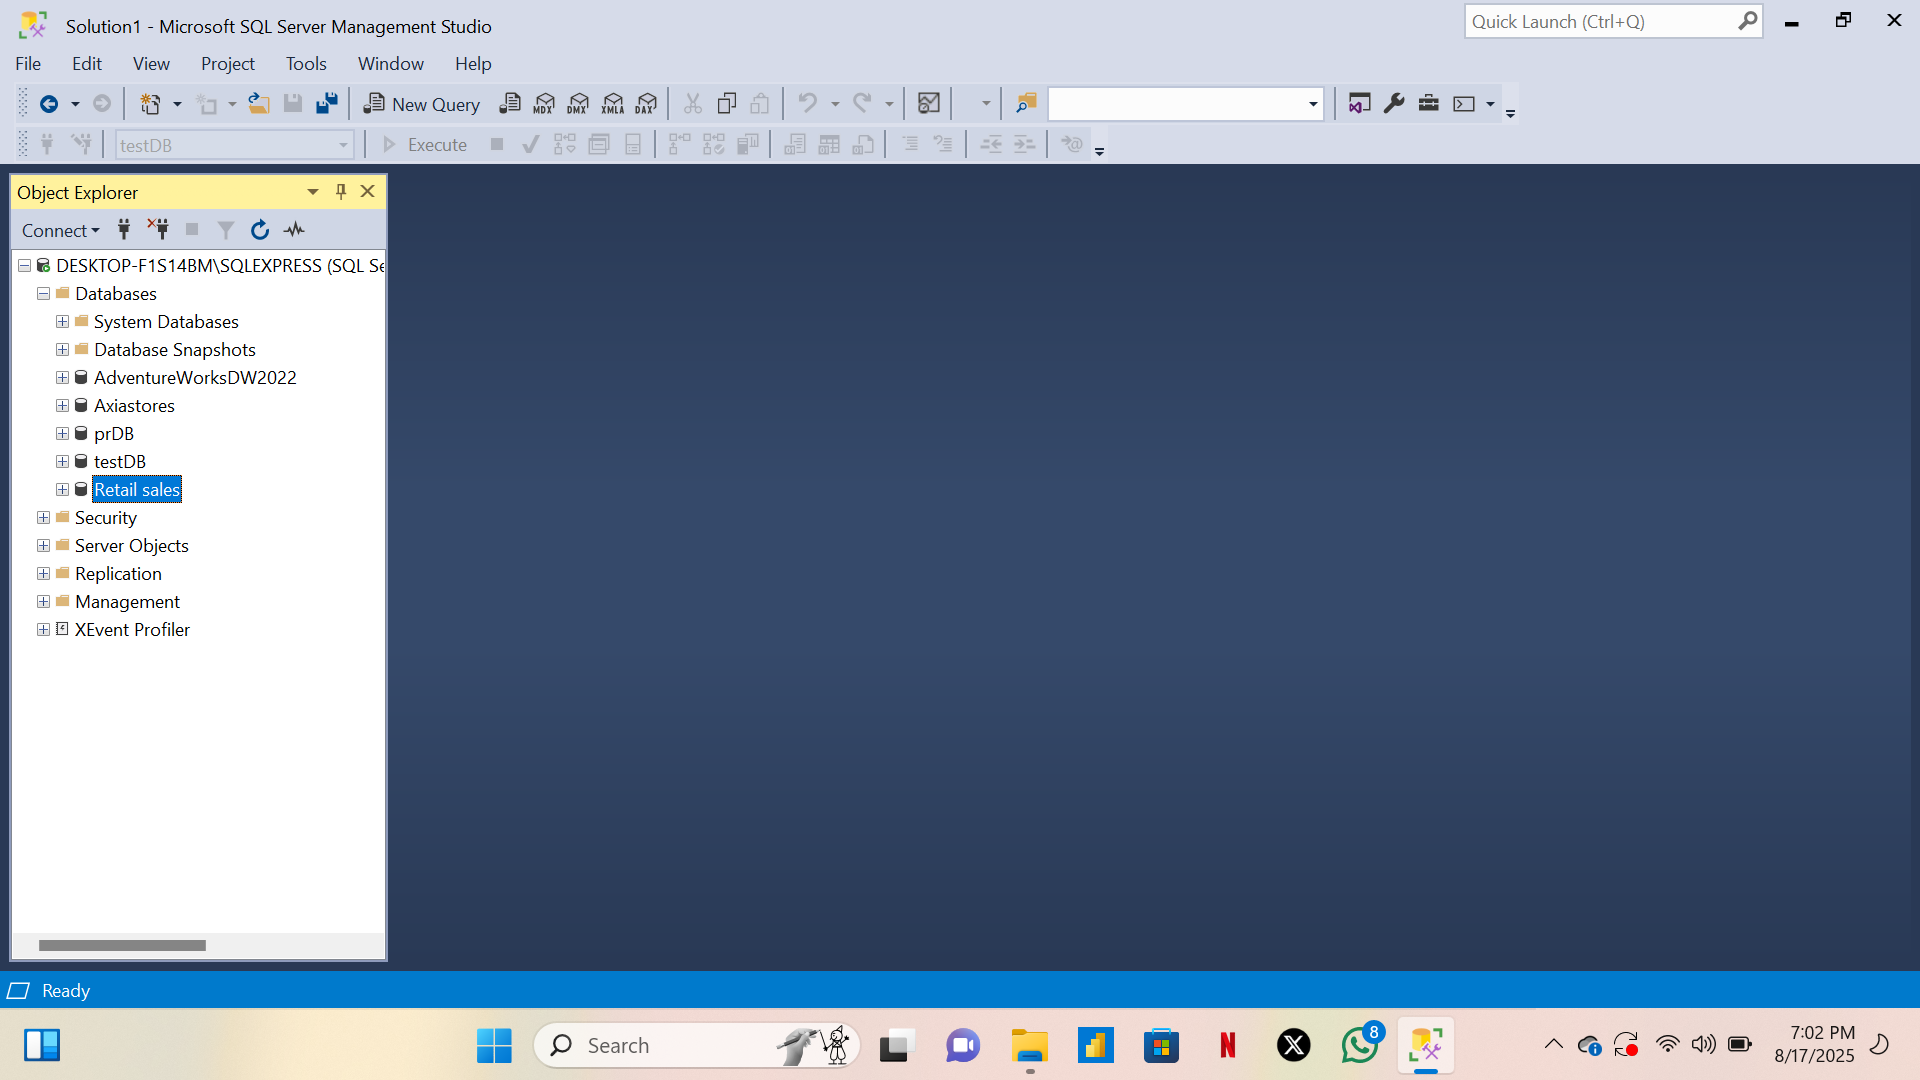 Solution1 - Microsoft SQL Server Management Studio
Quick Launch (Ctrl+Q)
File Edit View Project Tools Window Help
New Query MDX DMX XMLA DAX
testDB Execute
Object Explorer
Connect
DESKTOP-F1S14BM\SQLEXPRESS (SQL Se
Databases
System Databases
Database Snapshots
AdventureWorksDW2022
Axiastores
prDB
testDB
Retail sales
Security
Server Objects
Replication
Management
XEvent Profiler
Ready
Search
8
7:02 PM
8/17/2025